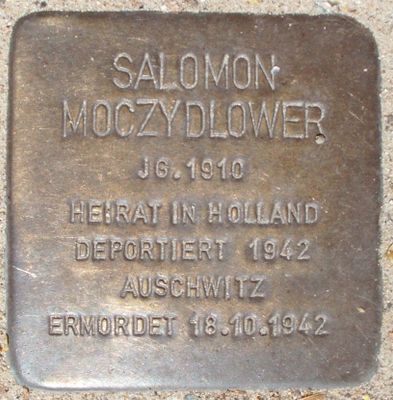 SALOMON
MOCZYDLOWER
JG. 1910
HEIRAT IN HOLLAND
DEPORTIERT 1942
AUSCHWITZ
ERMORDET 18.10.1942